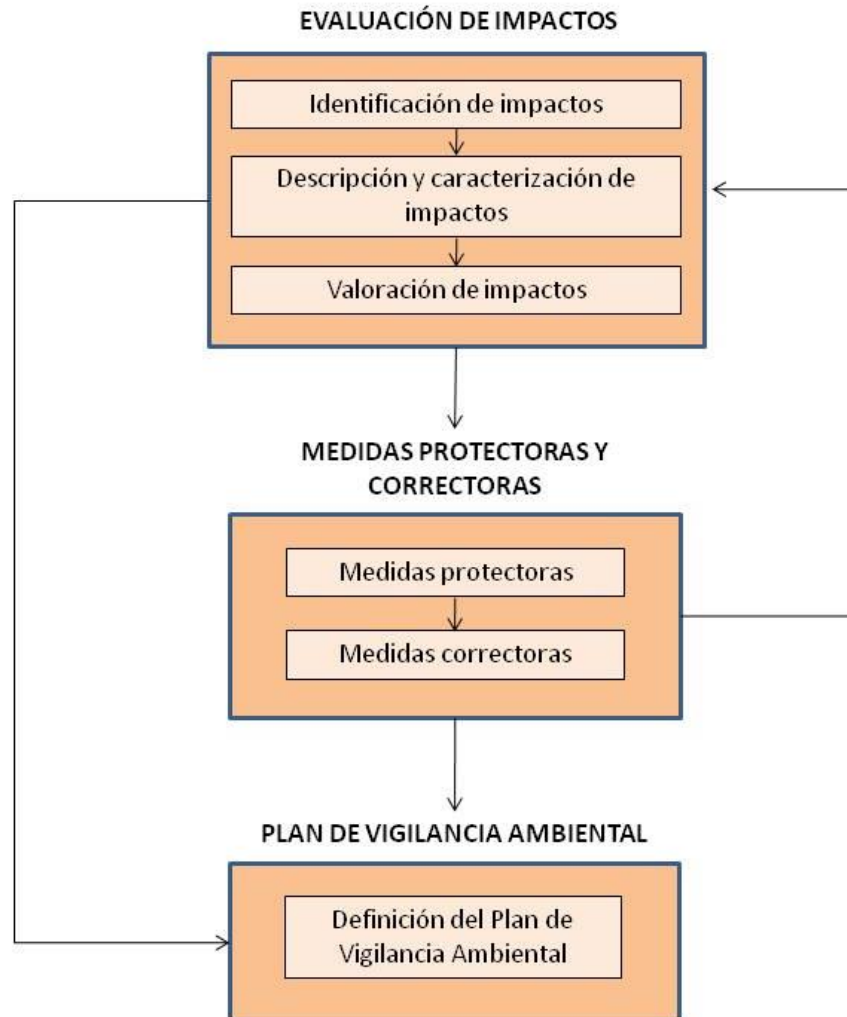 EVALUACIÓN DE IMPACTOS
Identificación de impactos
Descripción y caracterización de
impactos
Valoración de impactos
MEDIDAS PROTECTORAS Y
CORRECTORAS
Medidas protectoras
Medidas correctoras
PLAN DE VIGILANCIA AMBIENTAL
Definición del Plan de
Vigilancia Ambiental